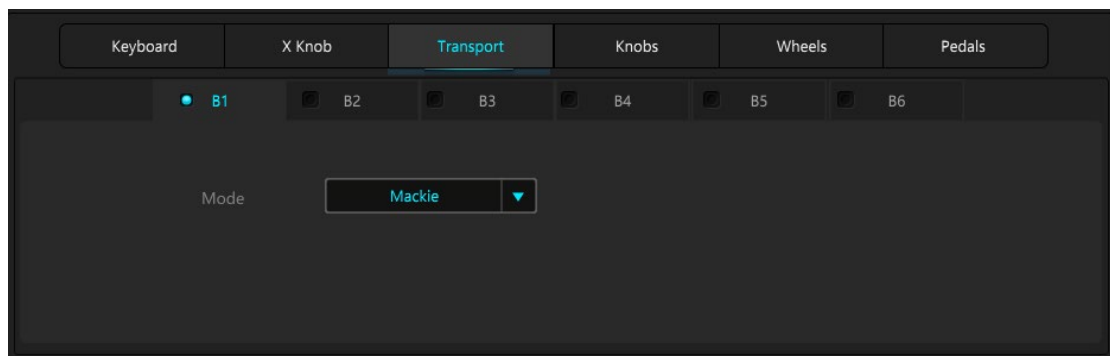 Keyboard X Knob Transport Knobs Wheels Pedals
B1 B2 B3 B4 B5 B6
Mode Mackie